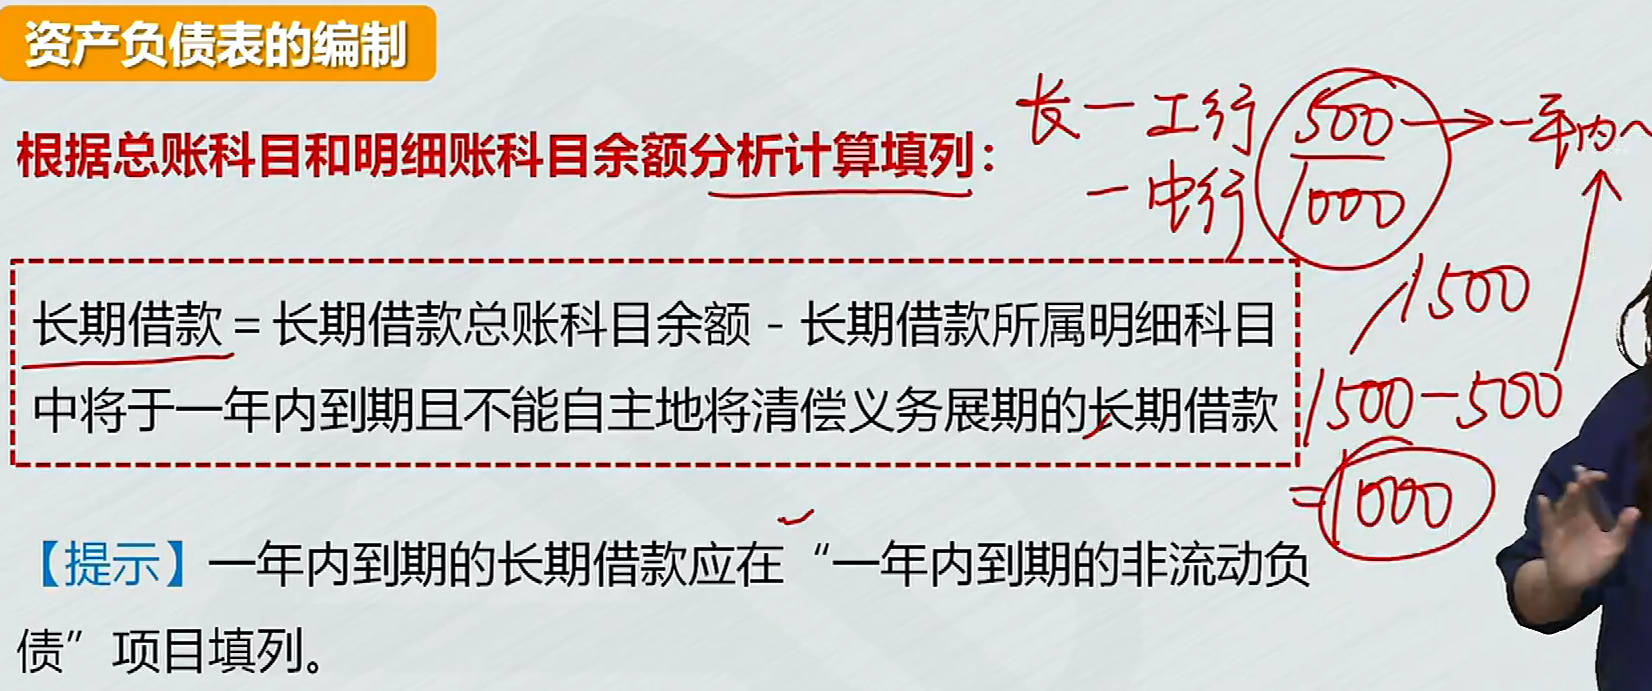 资产负债表的编制
根据总账科目和明细账科目余额分析计算填列：
长一工行 500 → 一年内
一中行 1000
1500
长期借款 = 长期借款总账科目余额 - 长期借款所属明细科目
中将于一年内到期且不能自主地将清偿义务展期的长期借款
1500-500
=1000
【提示】一年内到期的长期借款应在“一年内到期的非流动负
债”项目填列。